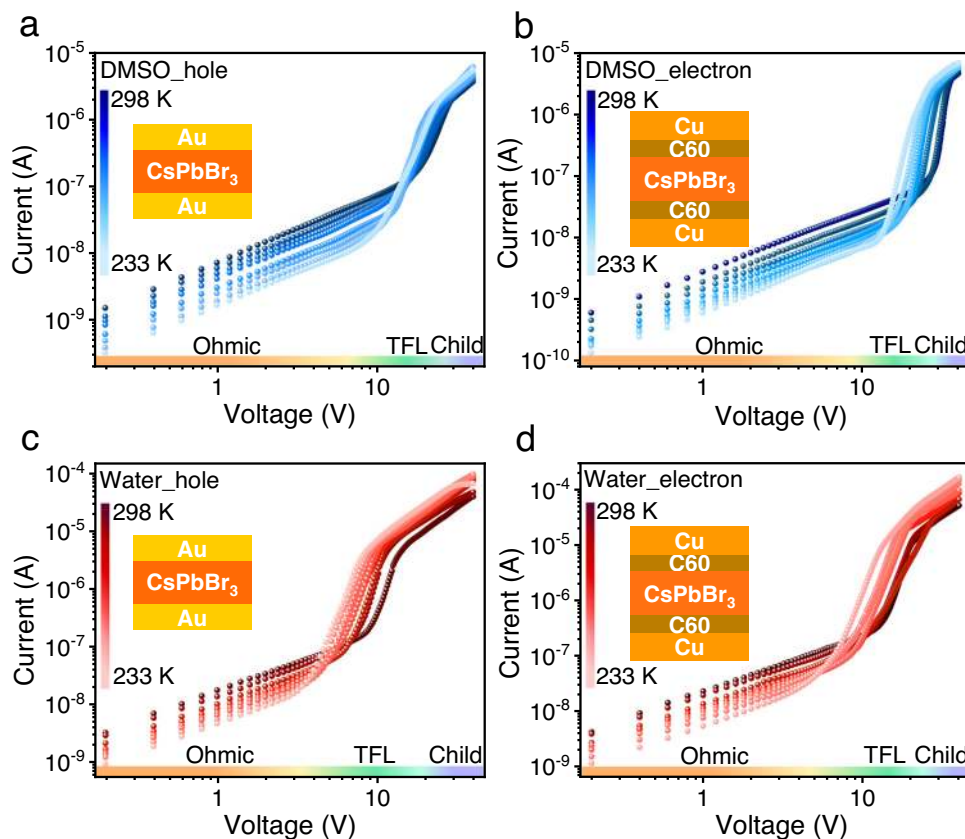 a
DMSO_hole
298 K
233 K
Au
CsPbBr₃
Au
Ohmic
TFL
Child
10⁻⁵
10⁻⁶
10⁻⁷
10⁻⁸
10⁻⁹
Current (A)
1
10
Voltage (V)
b
DMSO_electron
298 K
233 K
Cu
C60
CsPbBr₃
C60
Cu
Ohmic
TFL
Child
10⁻⁵
10⁻⁶
10⁻⁷
10⁻⁸
10⁻⁹
10⁻¹⁰
Current (A)
1
10
Voltage (V)
c
Water_hole
298 K
233 K
Au
CsPbBr₃
Au
Ohmic
TFL
Child
10⁻⁴
10⁻⁵
10⁻⁶
10⁻⁷
10⁻⁸
10⁻⁹
Current (A)
1
10
Voltage (V)
d
Water_electron
298 K
233 K
Cu
C60
CsPbBr₃
C60
Cu
Ohmic
TFL
Child
10⁻⁴
10⁻⁵
10⁻⁶
10⁻⁷
10⁻⁸
10⁻⁹
Current (A)
1
10
Voltage (V)